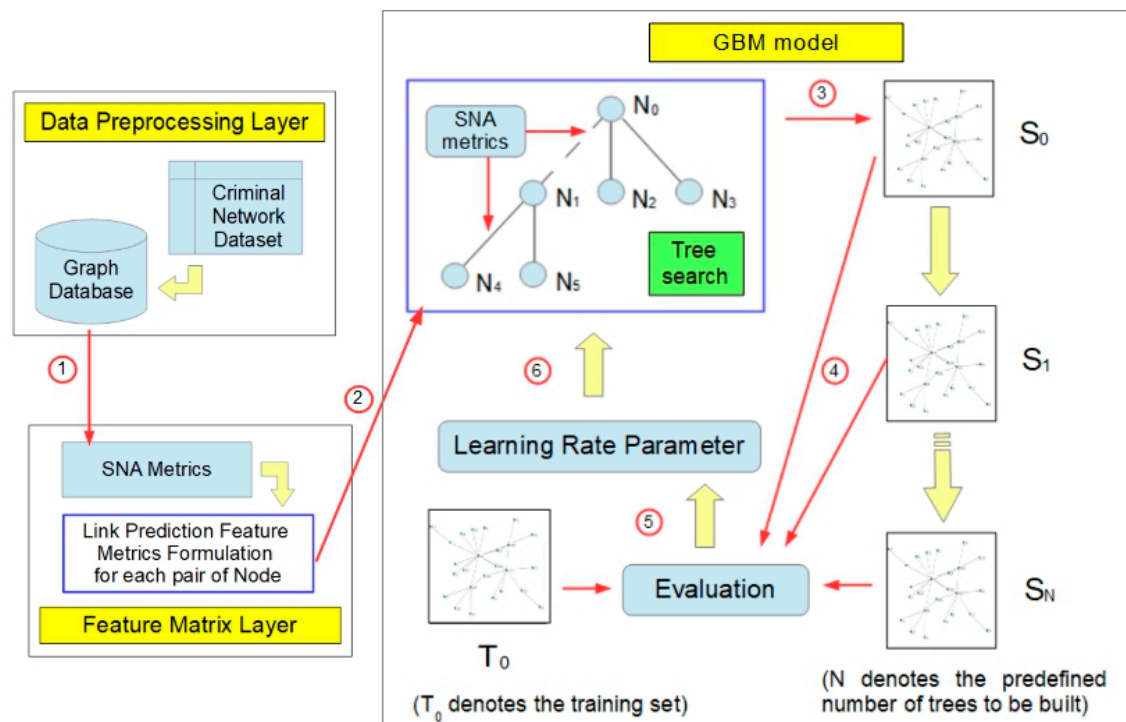 GBM model
Data Preprocessing Layer
Criminal
Network
Dataset
Graph
Database
1
SNA Metrics
Link Prediction Feature
Metrics Formulation
for each pair of Node
Feature Matrix Layer
2
SNA
metrics
N0
N1
N2
N3
N4
N5
Tree
search
3
S0
S1
SN
4
6
Learning Rate Parameter
5
Evaluation
T0
(T0 denotes the training set)
(N denotes the predefined
number of trees to be built)